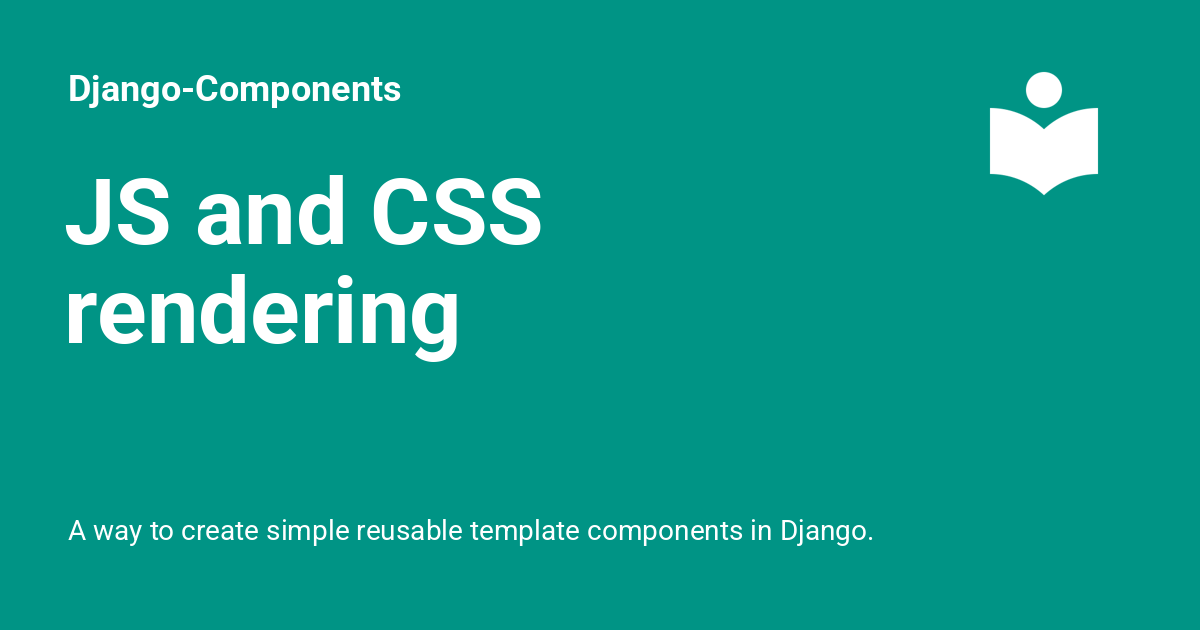 Django-Components
JS and CSS
rendering
A way to create simple reusable template components in Django.